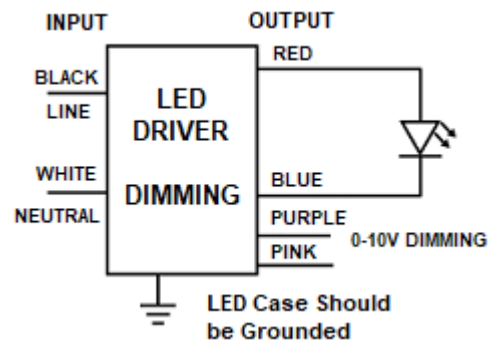 INPUT
OUTPUT
RED
BLACK
LINE
LED
DRIVER
DIMMING
WHITE
NEUTRAL
BLUE
PURPLE
0-10V DIMMING
PINK
LED Case Should
be Grounded